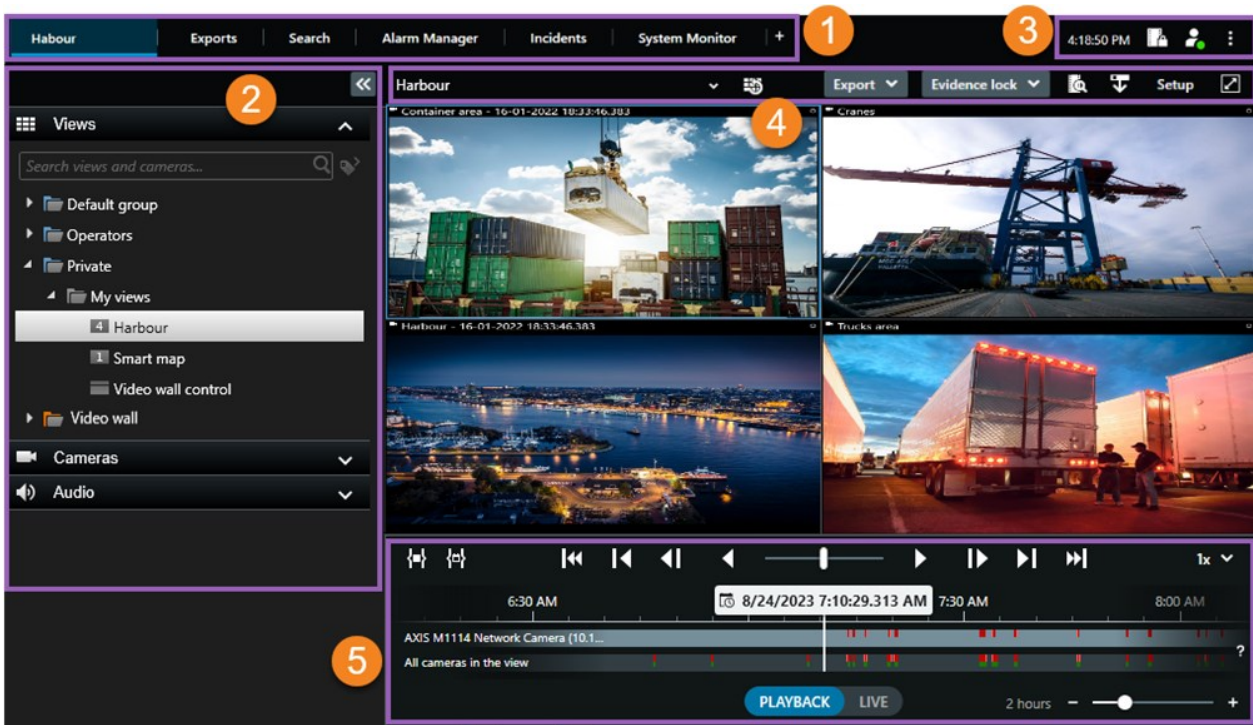 Habour Exports Search Alarm Manager Incidents System Monitor +
1
3
4:18:50 PM
2
Harbour Export Evidence lock Setup
Views
Search views and cameras...
Default group
Operators
Private
My views
4 Harbour
1 Smart map
Video wall control
Video wall
Cameras
Audio
Container area - 16-01-2022 18:33:46.383
4
Cranes
Harbour - 16-01-2022 18:33:46.383
Trucks area
1x
6:30 AM 8/24/2023 7:10:29.313 AM 7:30 AM 8:00 AM
AXIS M1114 Network Camera (10.1...
All cameras in the view
?
5
PLAYBACK LIVE 2 hours - +